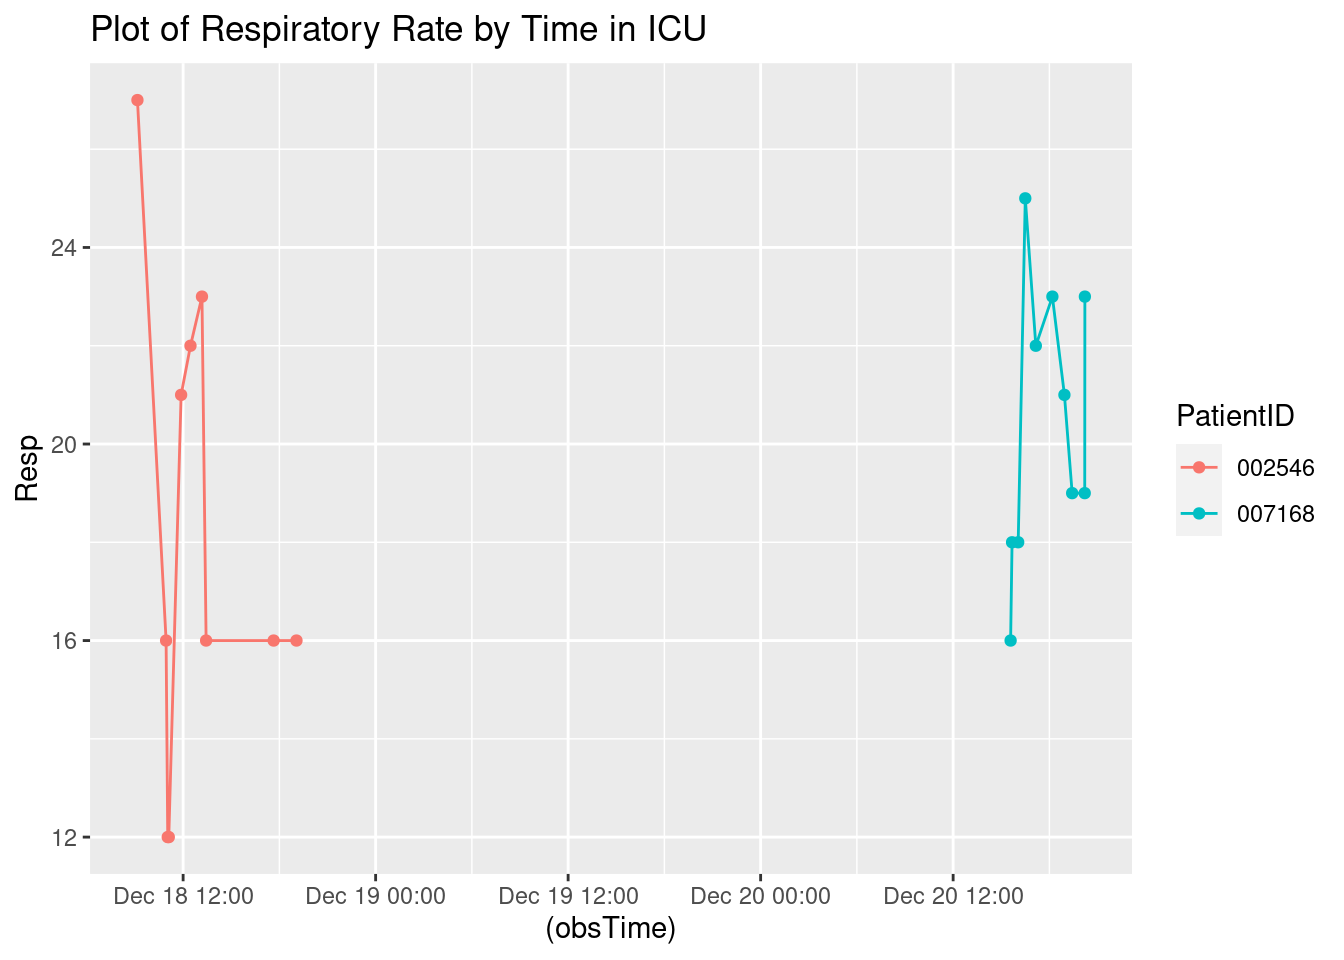 Plot of Respiratory Rate by Time in ICU
24
20
16
12
Resp
Dec 18 12:00
Dec 19 00:00
Dec 19 12:00
Dec 20 00:00
Dec 20 12:00
(obsTime)
PatientID
002546
007168